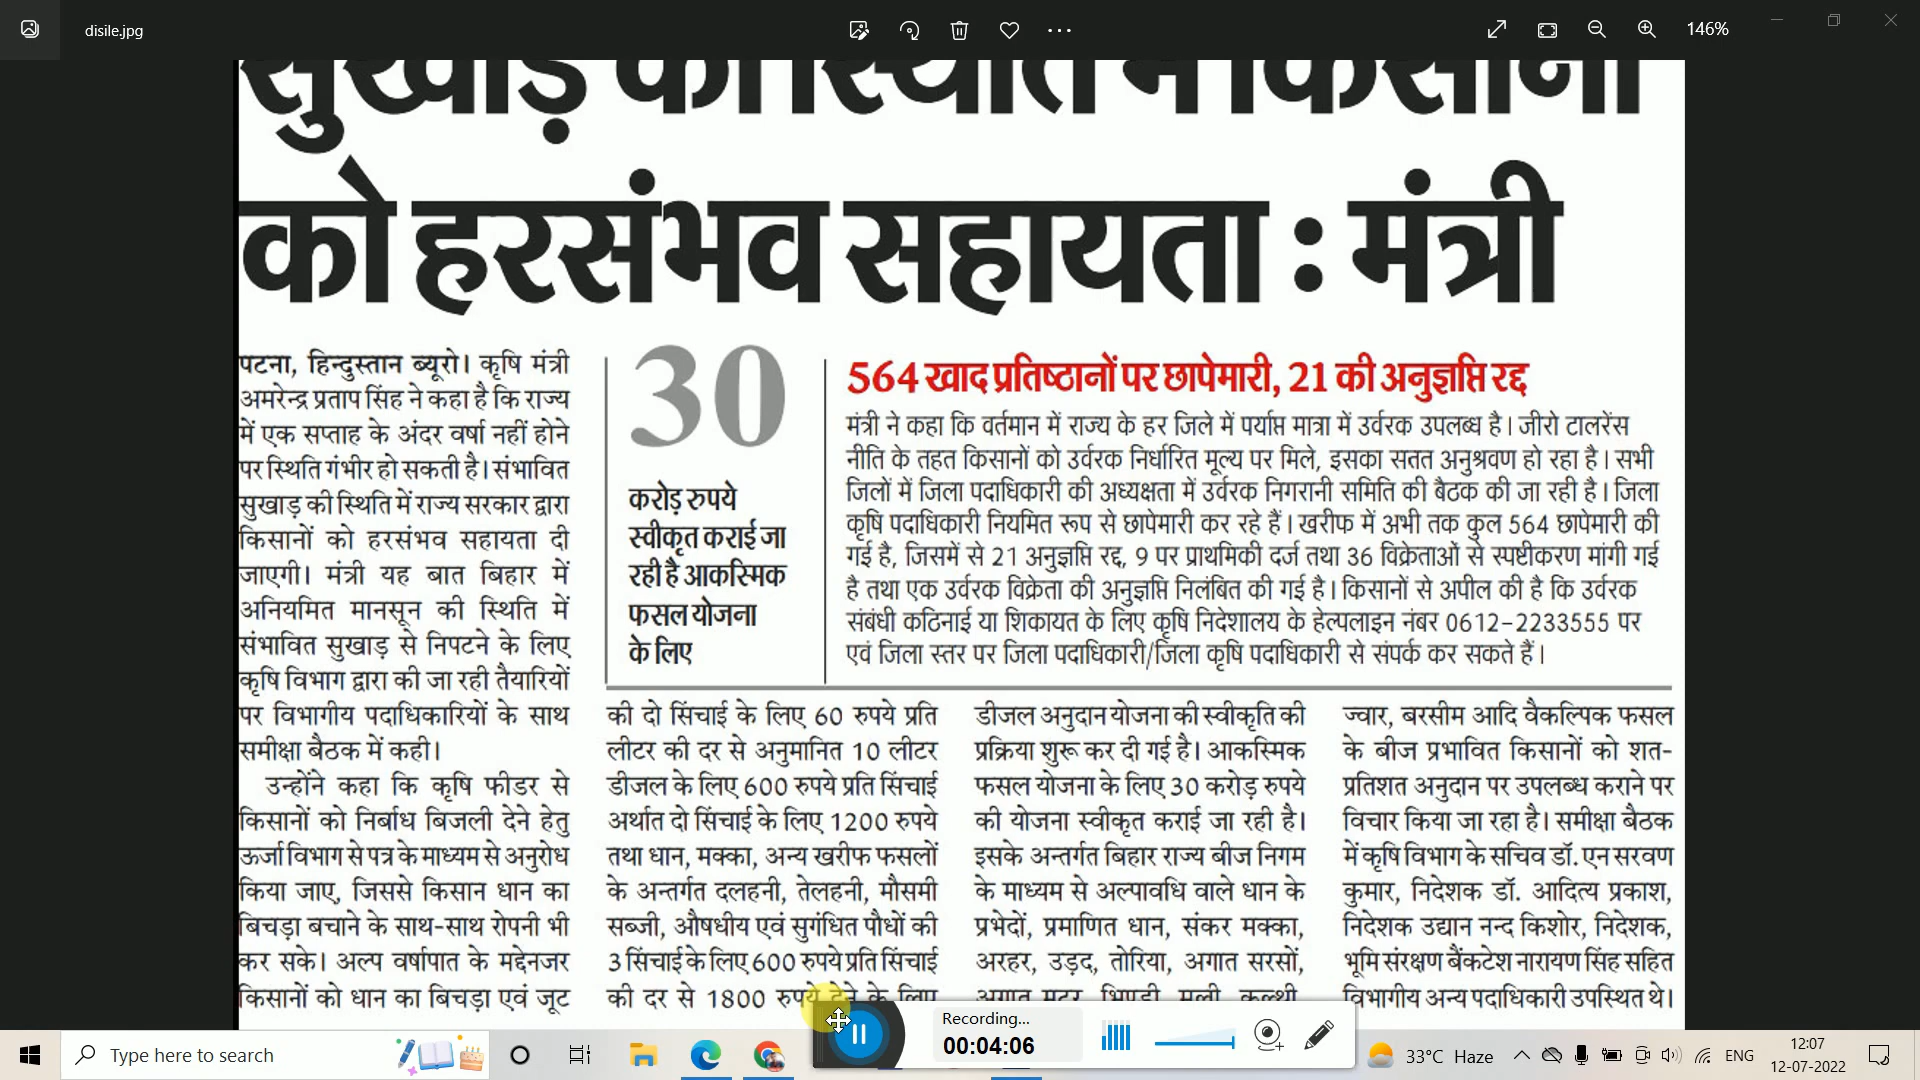 disile.jpg
146%
सुखाड़ की स्थिति में किसानों
को हरसंभव सहायता : मंत्री
पटना, हिन्दुस्तान ब्यूरो। कृषि मंत्री
अमरेन्द्र प्रताप सिंह ने कहा है कि राज्य
में एक सप्ताह के अंदर वर्षा नहीं होने
पर स्थिति गंभीर हो सकती है। संभावित
सुखाड़ की स्थिति में राज्य सरकार द्वारा
किसानों को हरसंभव सहायता दी
जाएगी। मंत्री यह बात बिहार में
अनियमित मानसून की स्थिति में
संभावित सुखाड़ से निपटने के लिए
कृषि विभाग द्वारा की जा रही तैयारियों
पर विभागीय पदाधिकारियों के साथ
समीक्षा बैठक में कही।
उन्होंने कहा कि कृषि फीडर से
किसानों को निर्बाध बिजली देने हेतु
ऊर्जा विभाग से पत्र के माध्यम से अनुरोध
किया जाए, जिससे किसान धान का
बिचड़ा बचाने के साथ-साथ रोपनी भी
कर सके। अल्प वर्षापात के मद्देनजर
किसानों को धान का बिचड़ा एवं जूट
30
करोड़ रुपये
स्वीकृत कराई जा
रही है आकस्मिक
फसल योजना
के लिए
564 खाद प्रतिष्ठानों पर छापेमारी, 21 की अनुज्ञप्ति रद्द
मंत्री ने कहा कि वर्तमान में राज्य के हर जिले में पर्याप्त मात्रा में उर्वरक उपलब्ध है। जीरो टालरेंस
नीति के तहत किसानों को उर्वरक निर्धारित मूल्य पर मिले, इसका सतत अनुश्रवण हो रहा है। सभी
जिलों में जिला पदाधिकारी की अध्यक्षता में उर्वरक निगरानी समिति की बैठक की जा रही है। जिला
कृषि पदाधिकारी नियमित रूप से छापेमारी कर रहे हैं। खरीफ में अभी तक कुल 564 छापेमारी की
गई है, जिसमें से 21 अनुज्ञप्ति रद्द, 9 पर प्राथमिकी दर्ज तथा 36 विक्रेताओं से स्पष्टीकरण मांगी गई
है तथा एक उर्वरक विक्रेता की अनुज्ञप्ति निलंबित की गई है। किसानों से अपील की है कि उर्वरक
संबंधी कठिनाई या शिकायत के लिए कृषि निदेशालय के हेल्पलाइन नंबर 0612-2233555 पर
एवं जिला स्तर पर जिला पदाधिकारी/जिला कृषि पदाधिकारी से संपर्क कर सकते हैं।
की दो सिंचाई के लिए 60 रुपये प्रति
लीटर की दर से अनुमानित 10 लीटर
डीजल के लिए 600 रुपये प्रति सिंचाई
अर्थात दो सिंचाई के लिए 1200 रुपये
तथा धान, मक्का, अन्य खरीफ फसलों
के अन्तर्गत दलहनी, तेलहनी, मौसमी
सब्जी, औषधीय एवं सुगंधित पौधों की
3 सिंचाई के लिए 600 रुपये प्रति सिंचाई
की दर से 1800 रुपये देने के लिए
डीजल अनुदान योजना की स्वीकृति की
प्रक्रिया शुरू कर दी गई है। आकस्मिक
फसल योजना के लिए 30 करोड़ रुपये
की योजना स्वीकृत कराई जा रही है।
इसके अन्तर्गत बिहार राज्य बीज निगम
के माध्यम से अल्पावधि वाले धान के
प्रभेदों, प्रमाणित धान, संकर मक्का,
अरहर, उड़द, तोरिया, अगात सरसों,
अगात मटर, भिण्डी, मूली, कुल्थी,
ज्वार, बरसीम आदि वैकल्पिक फसल
के बीज प्रभावित किसानों को शत-
प्रतिशत अनुदान पर उपलब्ध कराने पर
विचार किया जा रहा है। समीक्षा बैठक
में कृषि विभाग के सचिव डॉ. एन सरवण
कुमार, निदेशक डॉ. आदित्य प्रकाश,
निदेशक उद्यान नन्द किशोर, निदेशक,
भूमि संरक्षण बैंकटेश नारायण सिंह सहित
विभागीय अन्य पदाधिकारी उपस्थित थे।
Recording...
00:04:06
Type here to search
33°C Haze
ENG
12:07
12-07-2022